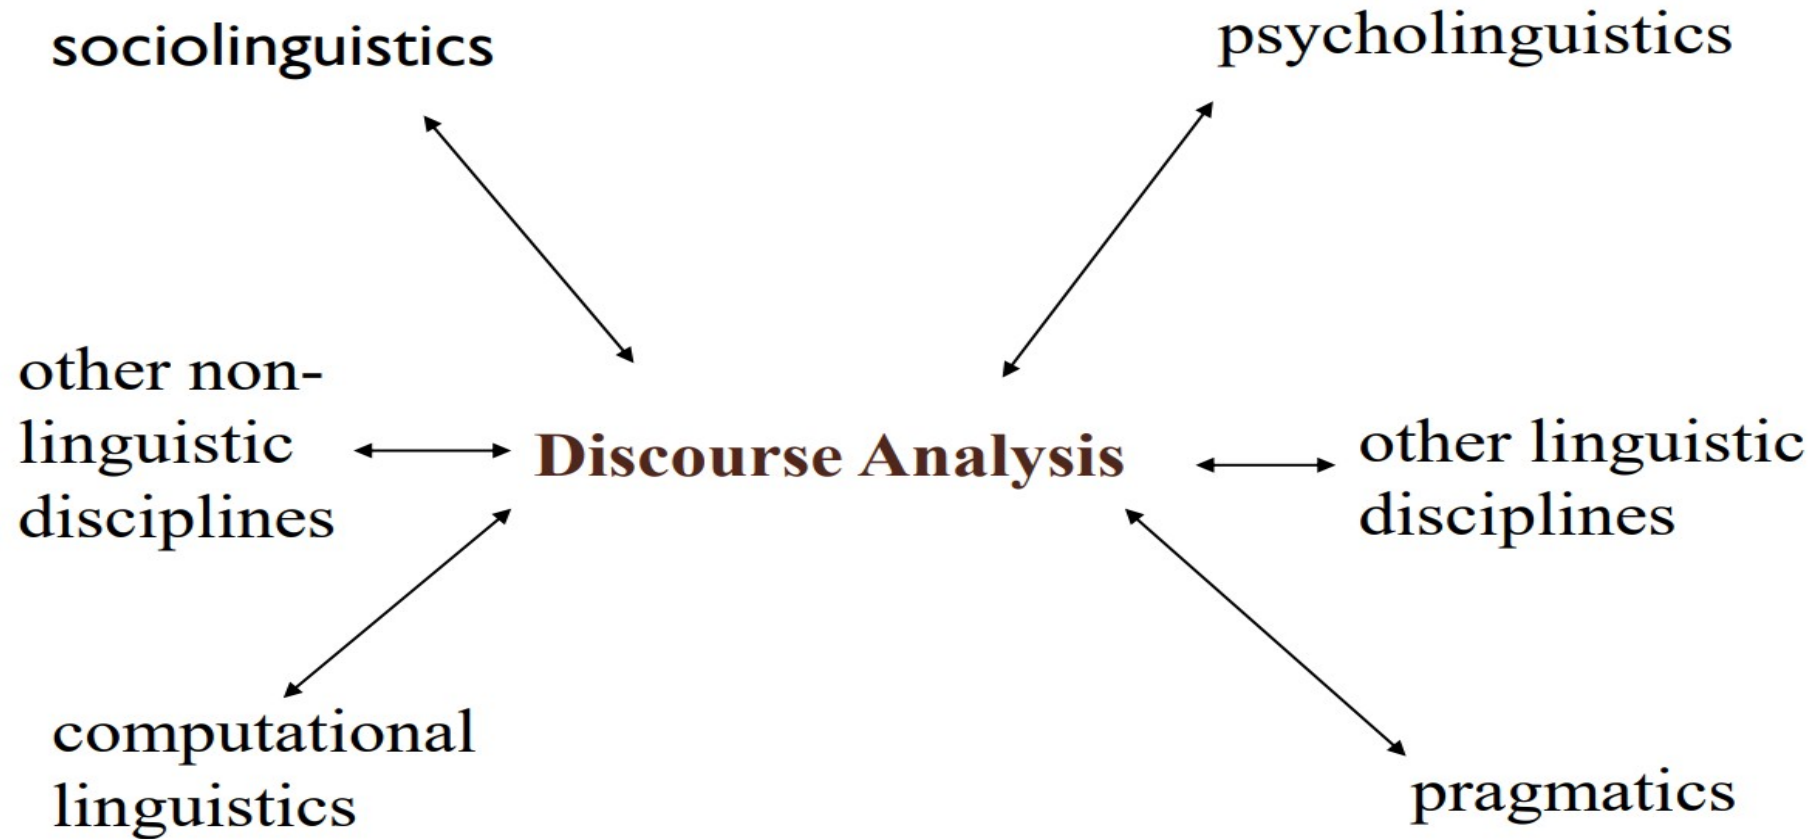 sociolinguistics
psycholinguistics
other non-
linguistic
disciplines
Discourse Analysis
other linguistic
disciplines
computational
linguistics
pragmatics